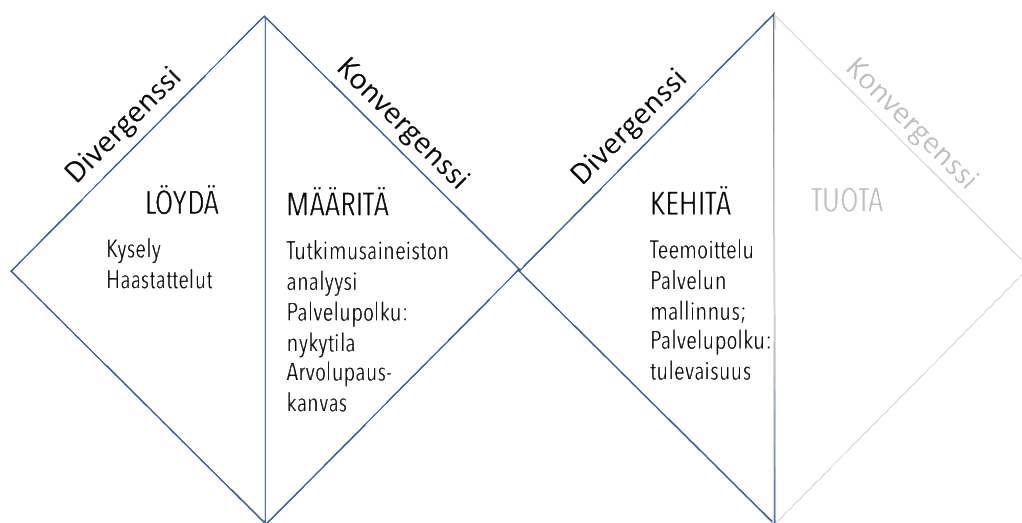 Divergenssi
LÖYDÄ
Kysely
Haastattelut
Konvergenssi
MÄÄRITÄ
Tutkimusaineiston
analyysi
Palvelupolku:
nykytila
Arvolupaus-
kanvas
Divergenssi
KEHITÄ
Teemoittelu
Palvelun
mallinnus;
Palvelupolku:
tulevaisuus
Konvergenssi
TUOTA